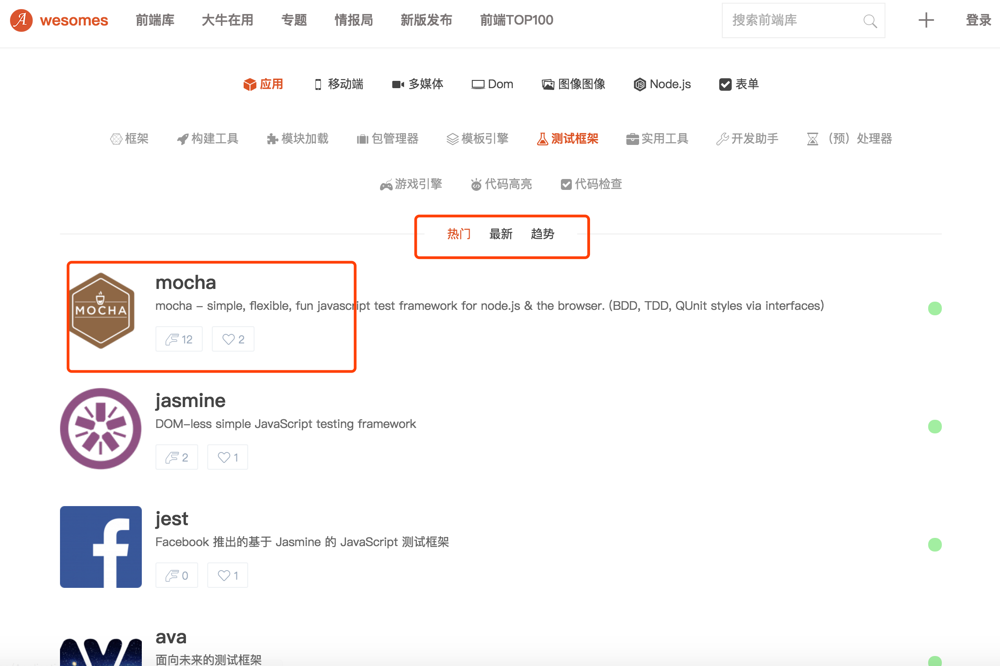 A wesomes 前端库 大牛在用 专题 情报局 新版发布 前端TOP100 搜索前端库 登录
应用 移动端 多媒体 Dom 图像图像 Node.js 表单
框架 构建工具 模块加载 包管理器 模板引擎 测试框架 实用工具 开发助手 （预）处理器
游戏引擎 代码高亮 代码检查
热门 最新 趋势
MOCHA
mocha
mocha - simple, flexible, fun javascript test framework for node.js & the browser. (BDD, TDD, QUnit styles via interfaces)
12 2
jasmine
DOM-less simple JavaScript testing framework
2 1
jest
Facebook 推出的基于 Jasmine 的 JavaScript 测试框架
0 1
ava
面向未来的测试框架